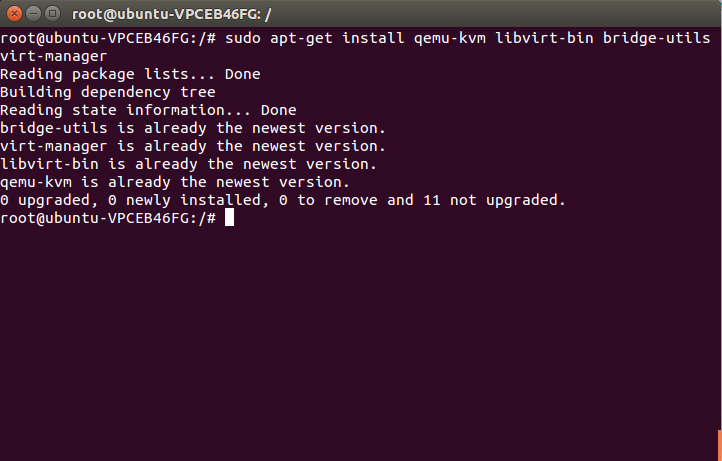 root@ubuntu-VPCEB46FG: /
root@ubuntu-VPCEB46FG:/# sudo apt-get install qemu-kvm libvirt-bin bridge-utils
virt-manager
Reading package lists... Done
Building dependency tree
Reading state information... Done
bridge-utils is already the newest version.
virt-manager is already the newest version.
libvirt-bin is already the newest version.
qemu-kvm is already the newest version.
0 upgraded, 0 newly installed, 0 to remove and 11 not upgraded.
root@ubuntu-VPCEB46FG:/#